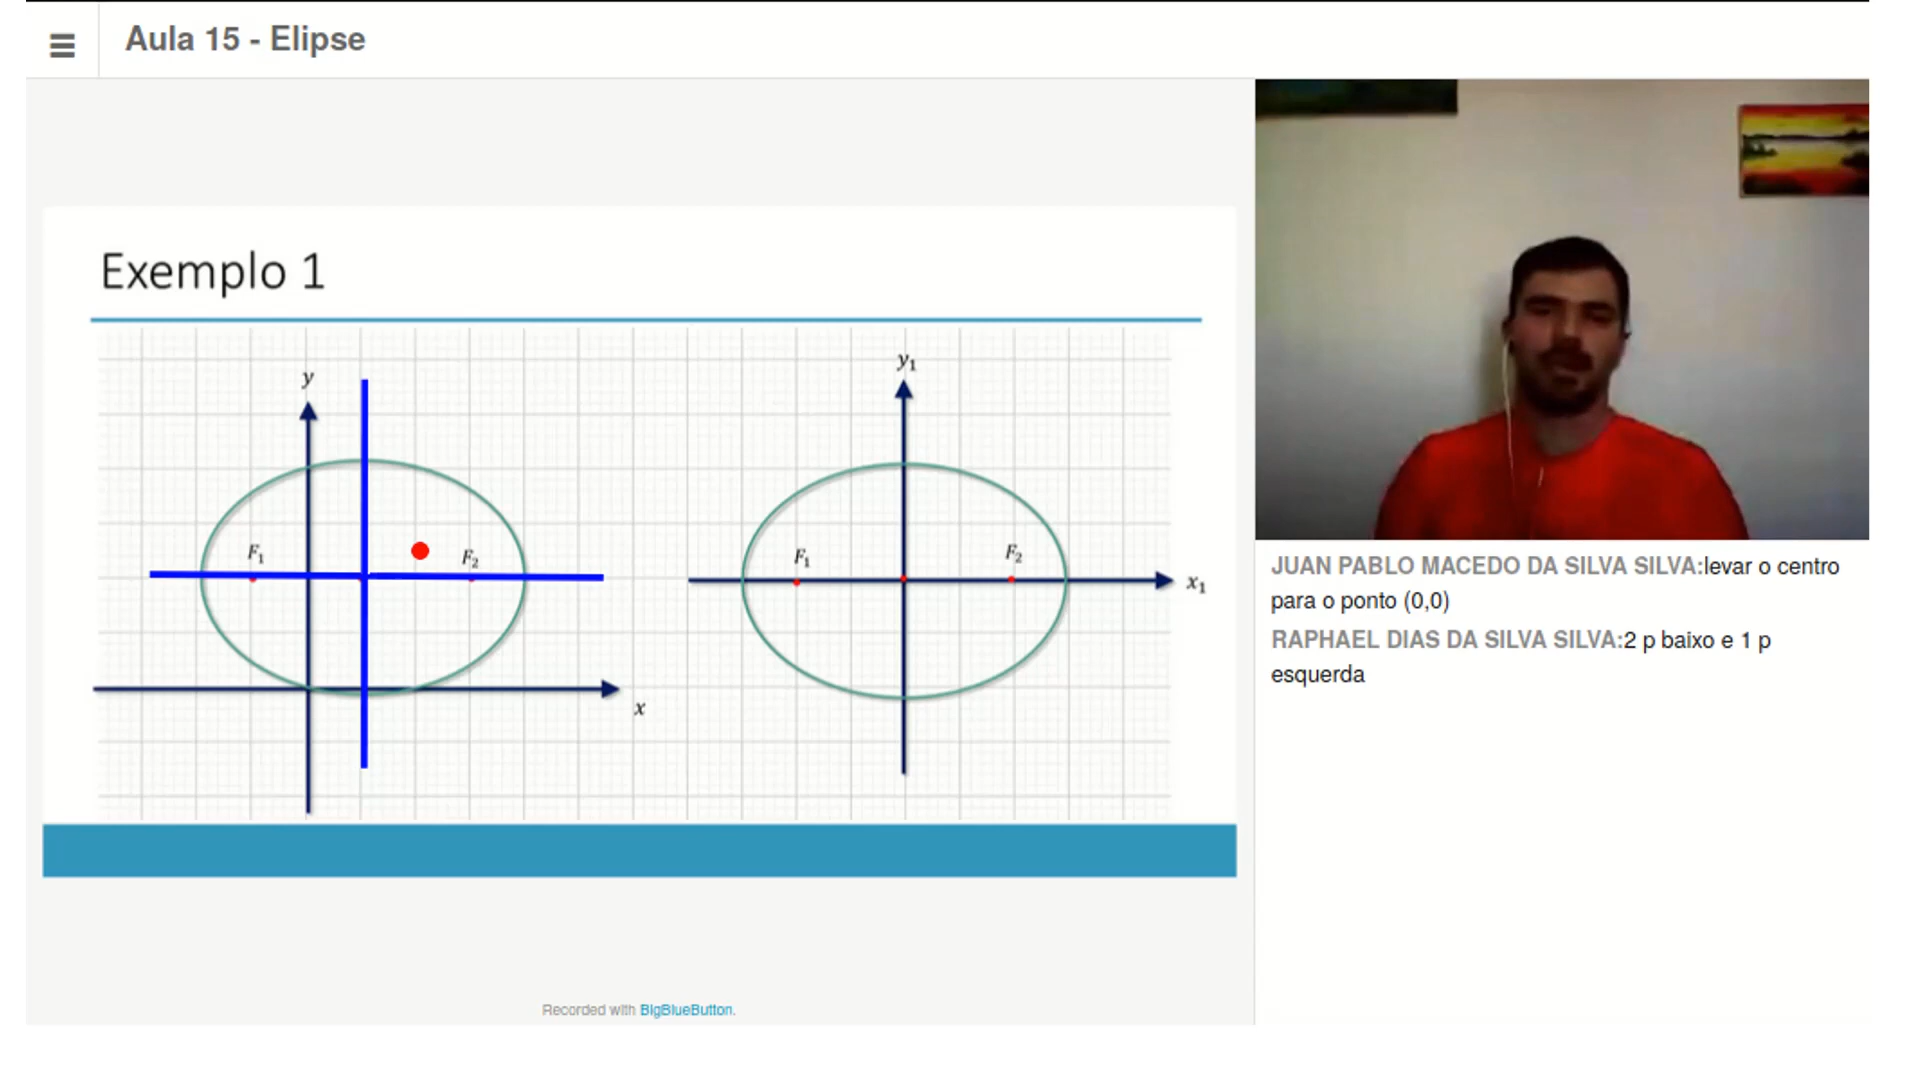 Aula 15 - Elipse
Exemplo 1
y
F1
F2
x
y1
F1
F2
x1
JUAN PABLO MACEDO DA SILVA SILVA:levar o centro
para o ponto (0,0)
RAPHAEL DIAS DA SILVA SILVA:2 p baixo e 1 p
esquerda
Recorded with BigBlueButton.